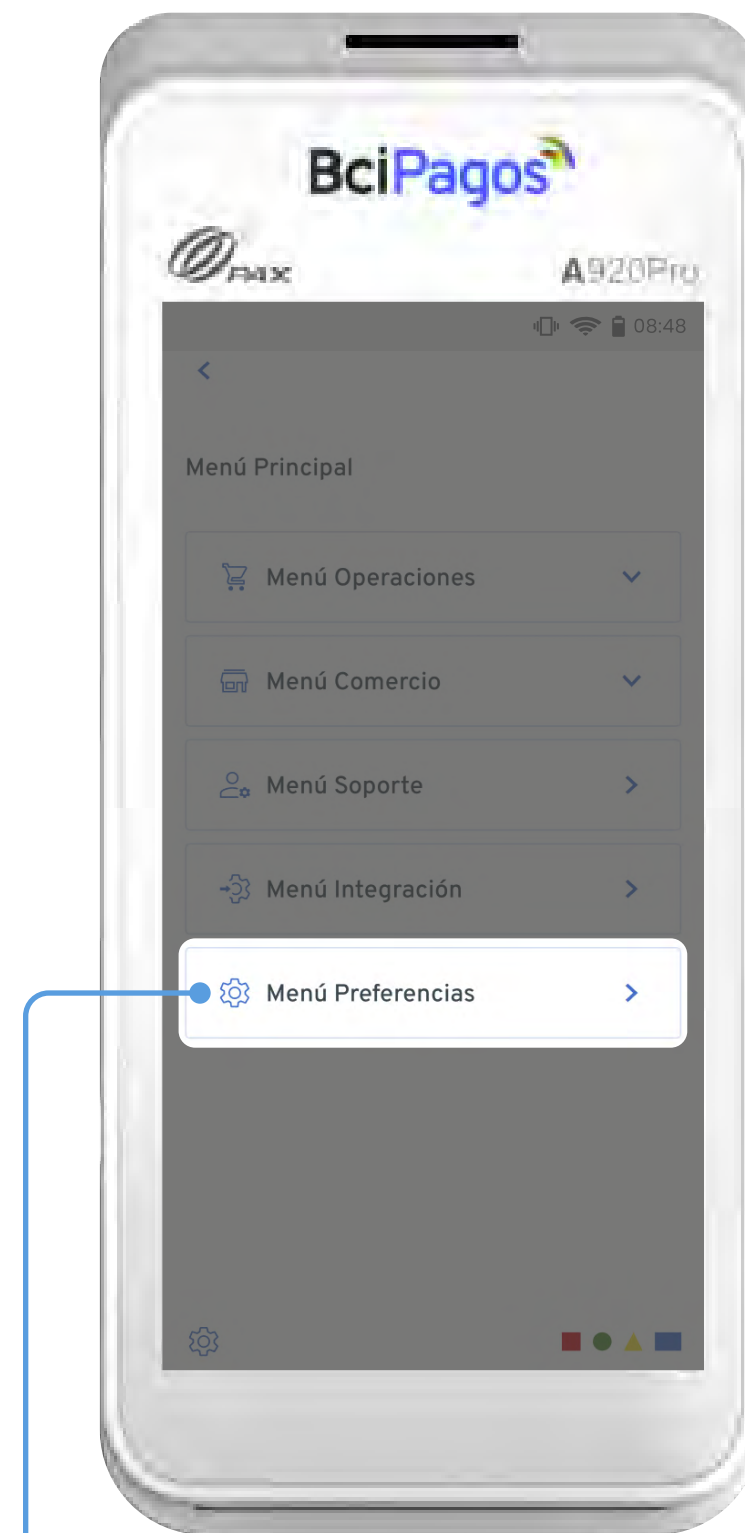 BciPagos
PAX
A920Pro
08:48
Menú Principal
Menú Operaciones
Menú Comercio
Menú Soporte
Menú Integración
Menú Preferencias